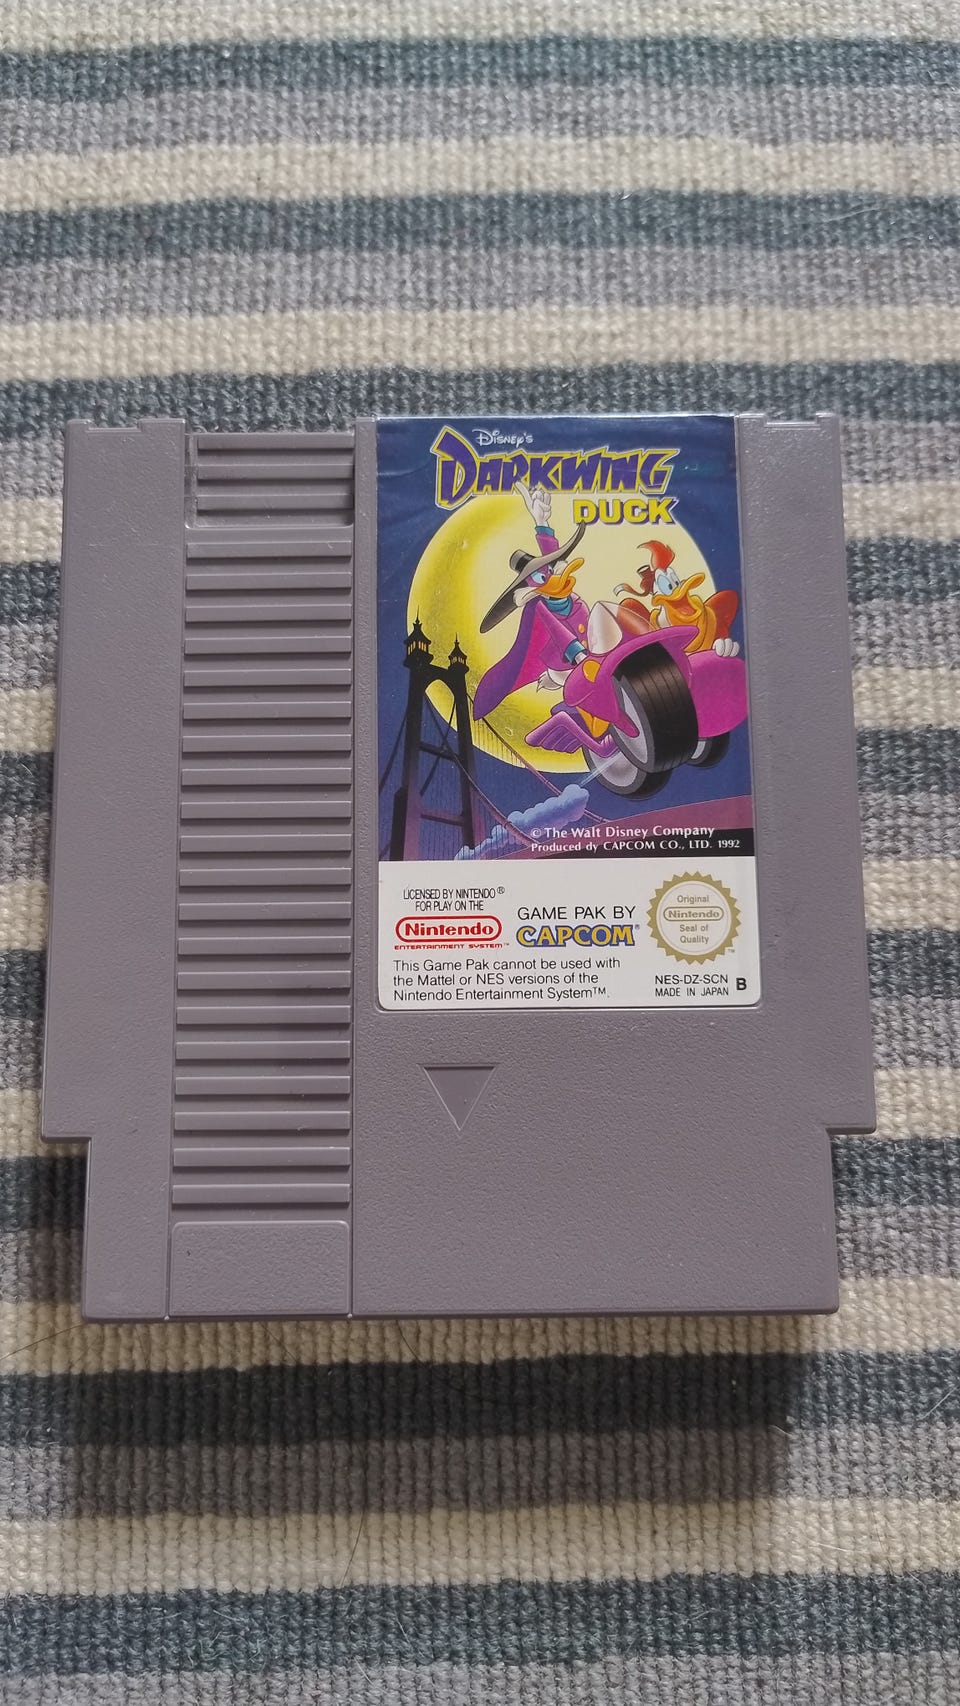 Disney's
DARKWING
DUCK
© The Walt Disney Company
Produced dy CAPCOM CO., LTD. 1992
LICENSED BY NINTENDO®
FOR PLAY ON THE
Nintendo
ENTERTAINMENT SYSTEM™
GAME PAK BY
CAPCOM®
Original
Nintendo
Seal of
Quality
™
This Game Pak cannot be used with
the Mattel or NES versions of the
Nintendo Entertainment System™.
NES-DZ-SCN
MADE IN JAPAN B